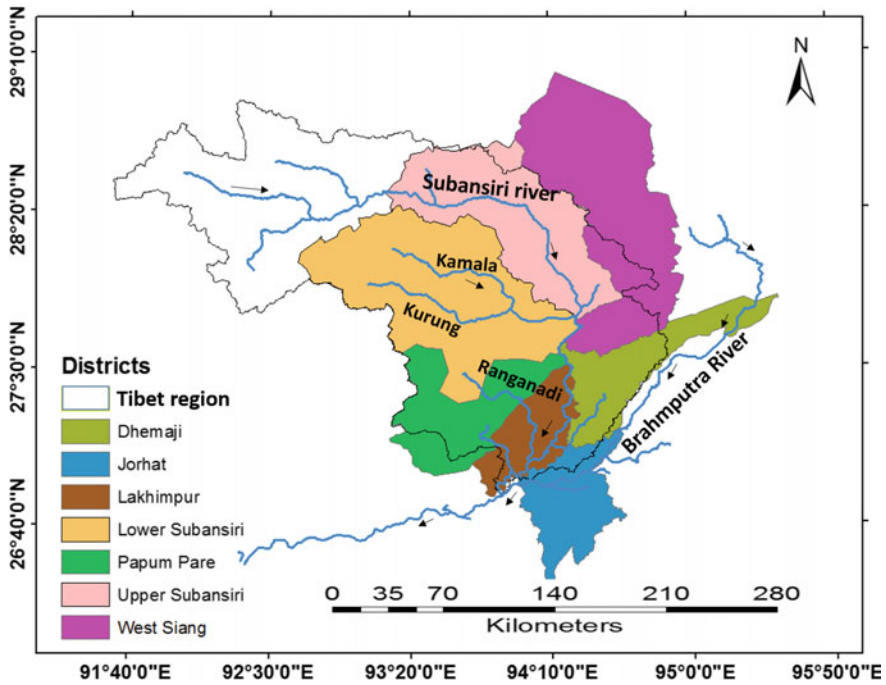 29°10'0"N
28°20'0"N
27°30'0"N
26°40'0"N
N
Subansiri river
Kamala
Kurung
Ranganadi
Brahmputra River
Districts
Tibet region
Dhemaji
Jorhat
Lakhimpur
Lower Subansiri
Papum Pare
Upper Subansiri
West Siang
0 35 70 140 210 280
Kilometers
91°40'0"E 92°30'0"E 93°20'0"E 94°10'0"E 95°0'0"E 95°50'0"E